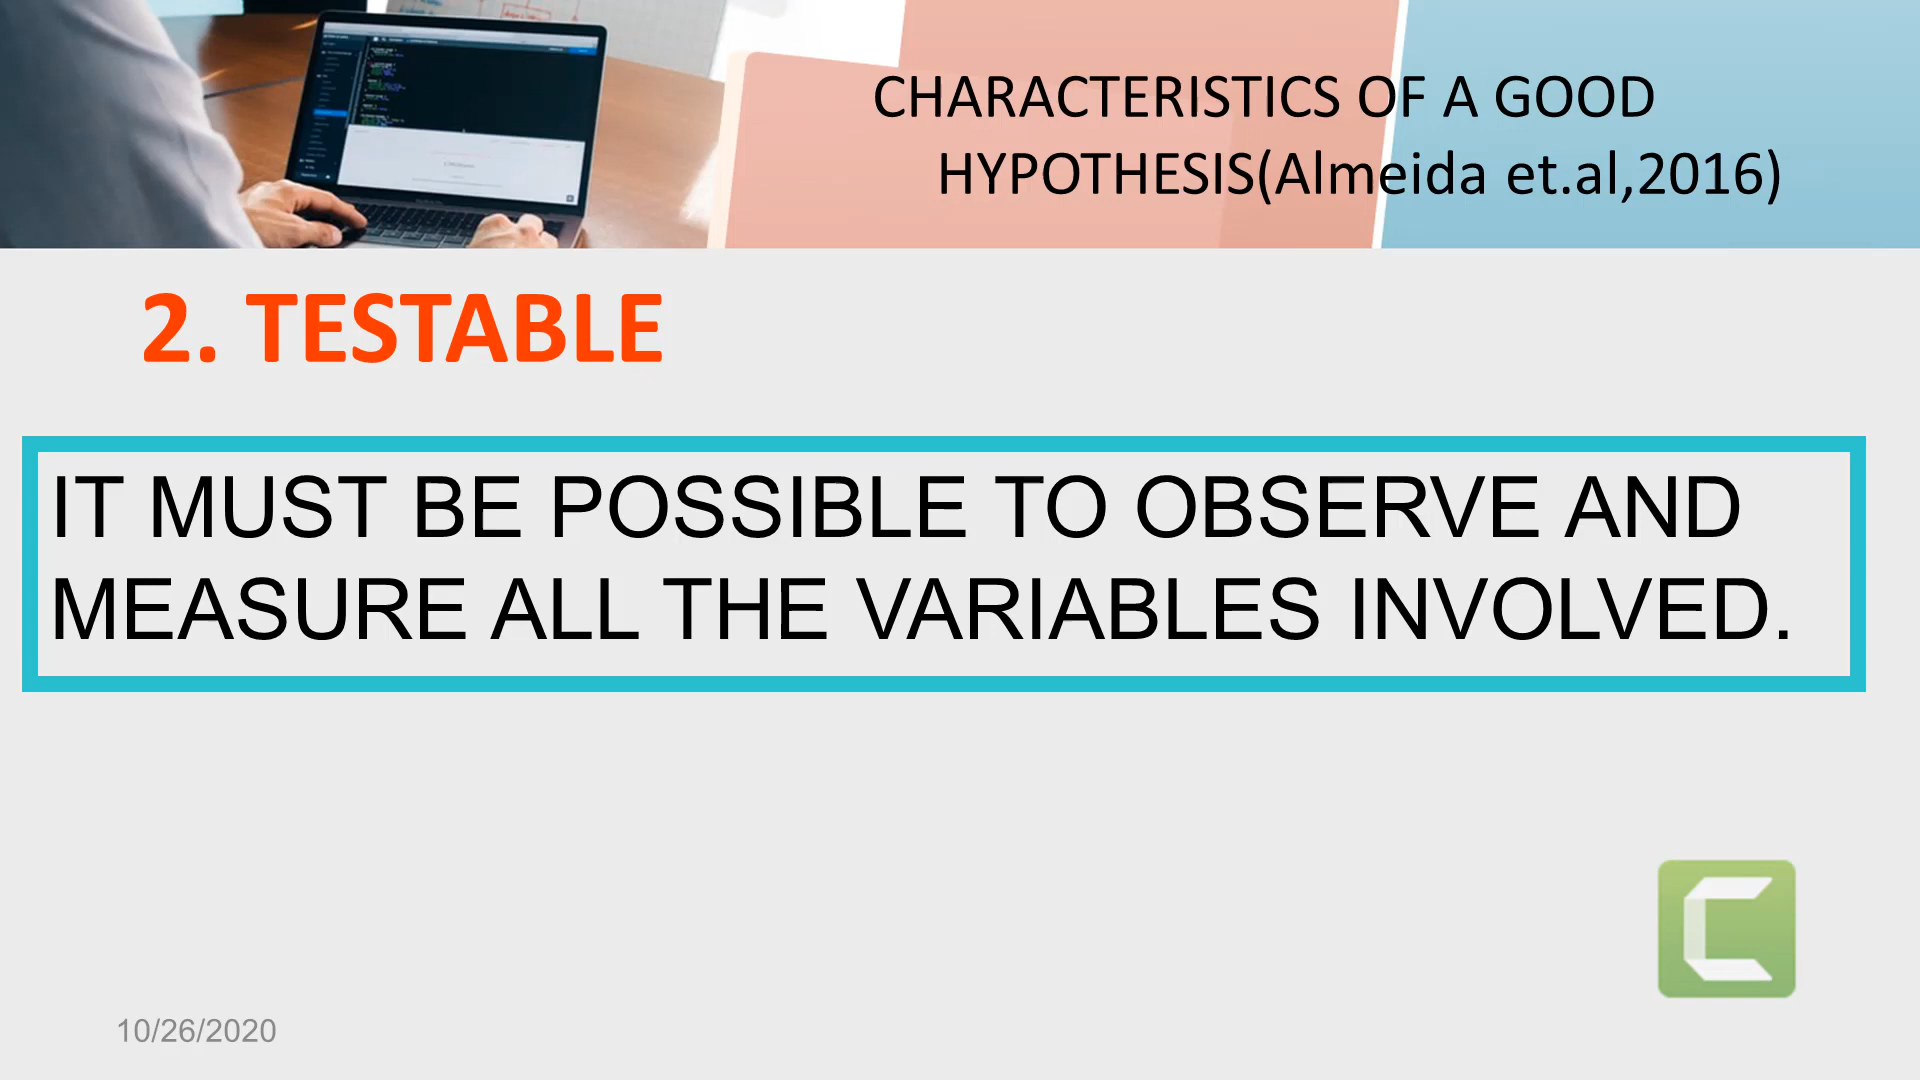 CHARACTERISTICS OF A GOOD
HYPOTHESIS(Almeida et.al,2016)
2. TESTABLE
IT MUST BE POSSIBLE TO OBSERVE AND
MEASURE ALL THE VARIABLES INVOLVED.
10/26/2020